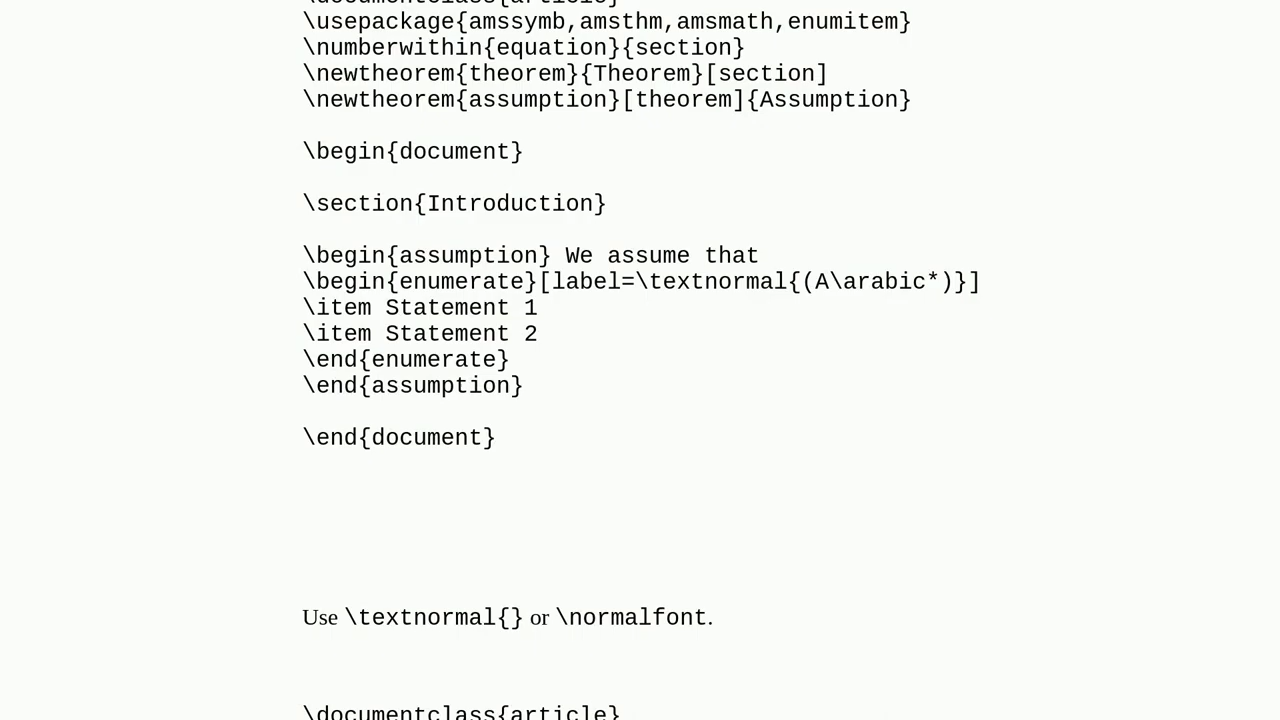 \documentclass{article}
\usepackage{amssymb,amsthm,amsmath,enumitem}
\numberwithin{equation}{section}
\newtheorem{theorem}{Theorem}[section]
\newtheorem{assumption}[theorem]{Assumption}
\begin{document}
\section{Introduction}
\begin{assumption} We assume that
\begin{enumerate}[label=\textnormal{(A\arabic*)}]
\item Statement 1
\item Statement 2
\end{enumerate}
\end{assumption}
\end{document}
Use \textnormal{} or \normalfont.
\documentclass{article}